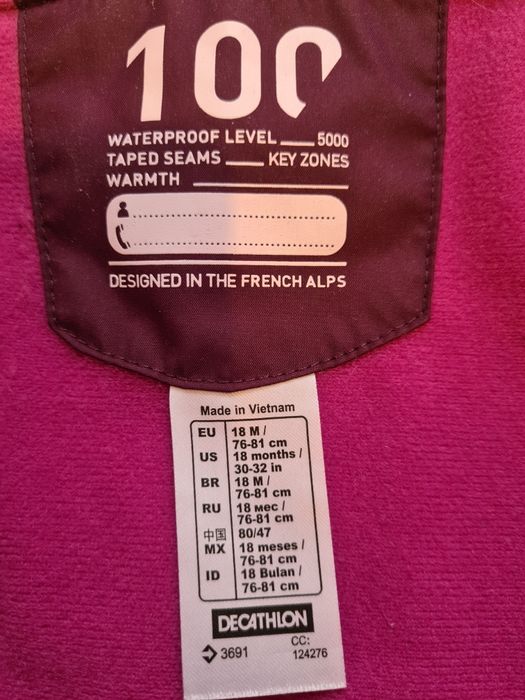 100
WATERPROOF LEVEL 5000
TAPED SEAMS KEY ZONES
WARMTH
DESIGNED IN THE FRENCH ALPS
Made in Vietnam
EU 18 M /
76-81 cm
US 18 months /
30-32 in
BR 18 M /
76-81 cm
RU 18 мес /
76-81 cm
中国 80/47
MX 18 meses /
76-81 cm
ID 18 Bulan /
76-81 cm
DECATHLON
3691 CC:
124276